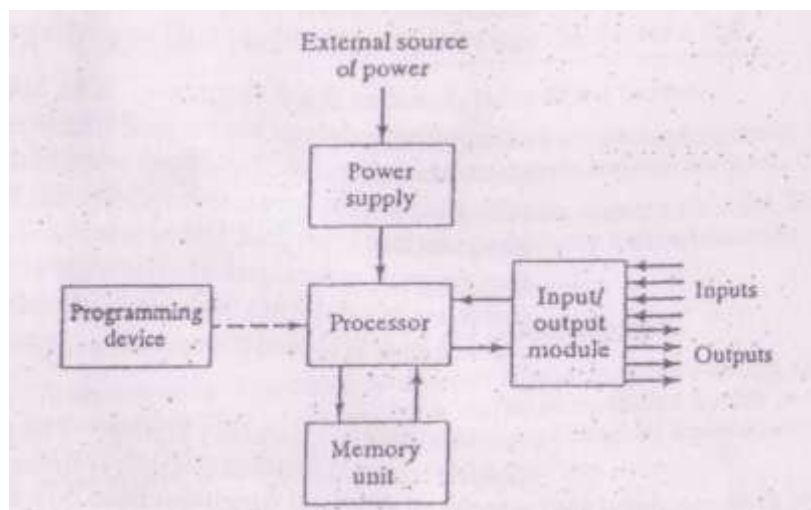 External source
of power
Power
supply
Programming
device
Processor
Input/
output
module
Inputs
Outputs
Memory
unit